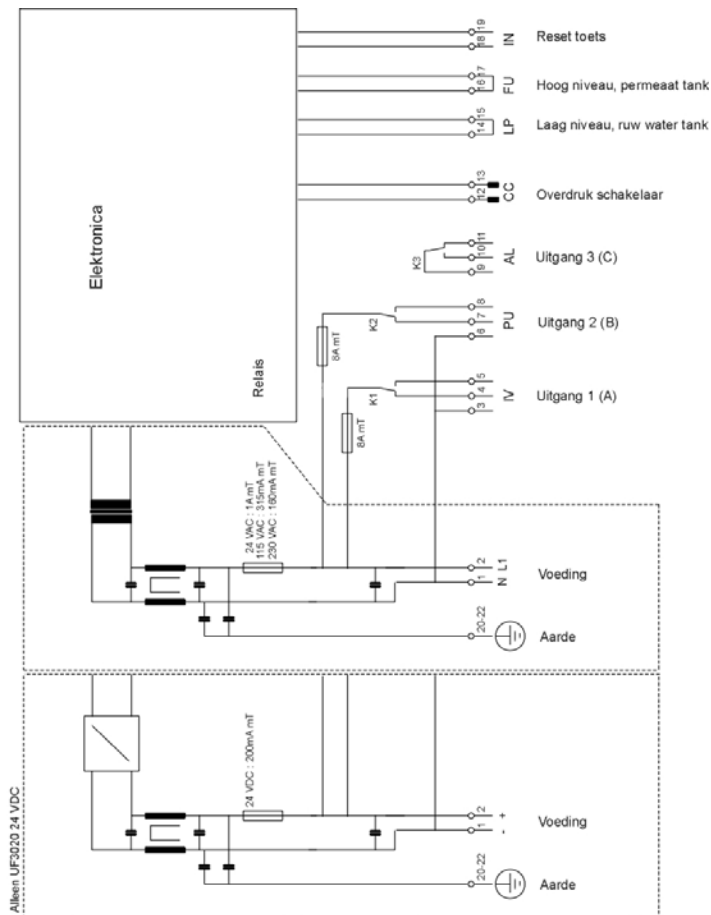 Elektronica
Relais
19
18
IN
Reset toets
17
16
FU
Hoog niveau, permeaat tank
15
14
LP
Laag niveau, ruw water tank
13
12
CC
Overdruk schakelaar
11
10
9
AL
K3
Uitgang 3 (C)
8
7
6
PU
K2
8A mT
Uitgang 2 (B)
5
4
3
IV
K1
8A mT
Uitgang 1 (A)
24 VAC : 1A mT
115 VAC : 315mA mT
230 VAC : 160mA mT
2 L1
1 N
Voeding
20-22
Aarde
Alleen UF3020 24 VDC
24 VDC : 200mA mT
2 +
1 -
Voeding
20-22
Aarde